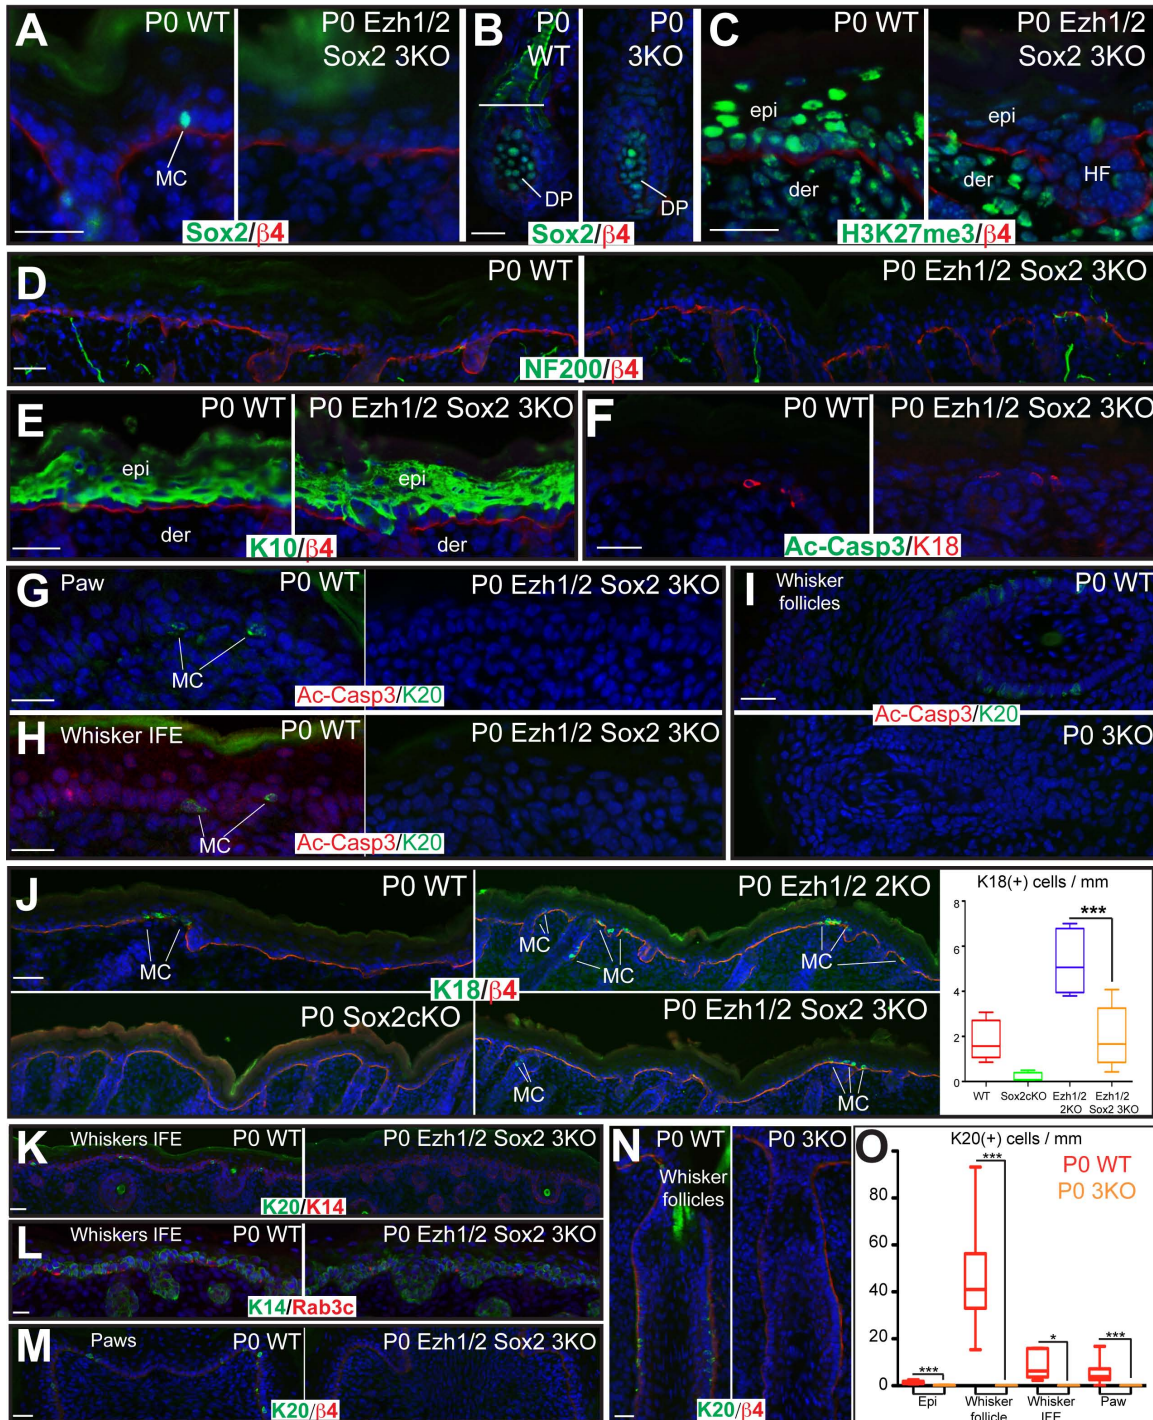 A
P0 WT
P0 Ezh1/2
Sox2 3KO
MC
Sox2/β4
B
P0
WT
P0
3KO
DP
DP
Sox2/β4
C
P0 WT
P0 Ezh1/2
Sox2 3KO
epi
epi
der
der
HF
H3K27me3/β4
D
P0 WT
P0 Ezh1/2 Sox2 3KO
NF200/β4
E
P0 WT
P0 Ezh1/2 Sox2 3KO
epi
epi
der
der
K10/β4
F
P0 WT
P0 Ezh1/2 Sox2 3KO
Ac-Casp3/K18
G
Paw
P0 WT
P0 Ezh1/2 Sox2 3KO
MC
Ac-Casp3/K20
H
Whisker IFE
P0 WT
P0 Ezh1/2 Sox2 3KO
MC
Ac-Casp3/K20
I
Whisker
follicles
P0 WT
Ac-Casp3/K20
P0 3KO
J
P0 WT
P0 Ezh1/2 2KO
MC
MC
MC
MC
K18/β4
P0 Sox2cKO
P0 Ezh1/2 Sox2 3KO
MC
MC
K18(+) cells / mm
8
6
4
2
0
***
WT
Sox2cKO
Ezh1/2
2KO
Ezh1/2
Sox2 3KO
K
Whiskers IFE
P0 WT
P0 Ezh1/2 Sox2 3KO
K20/K14
L
Whiskers IFE
P0 WT
P0 Ezh1/2 Sox2 3KO
K14/Rab3c
M
Paws
P0 WT
P0 Ezh1/2 Sox2 3KO
K20/β4
N
P0 WT
P0 3KO
Whisker
follicles
K20/β4
O
K20(+) cells / mm
P0 WT
P0 3KO
80
60
40
20
0
***
***
*
***
Epi
Whisker
follicle
Whisker
IFE
Paw